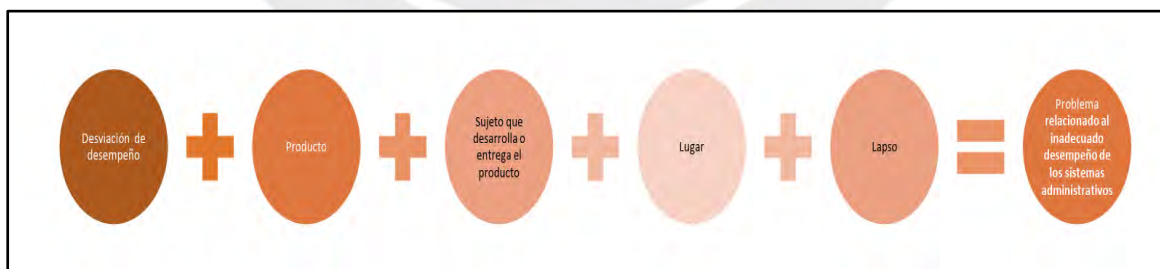 Desviación de
desempeño
Producto
Sujeto que
desarrolla o
entrega el
producto
Lugar
Lapso
Problema
relacionado al
inadecuado
desempeño de
los sistemas
administrativos